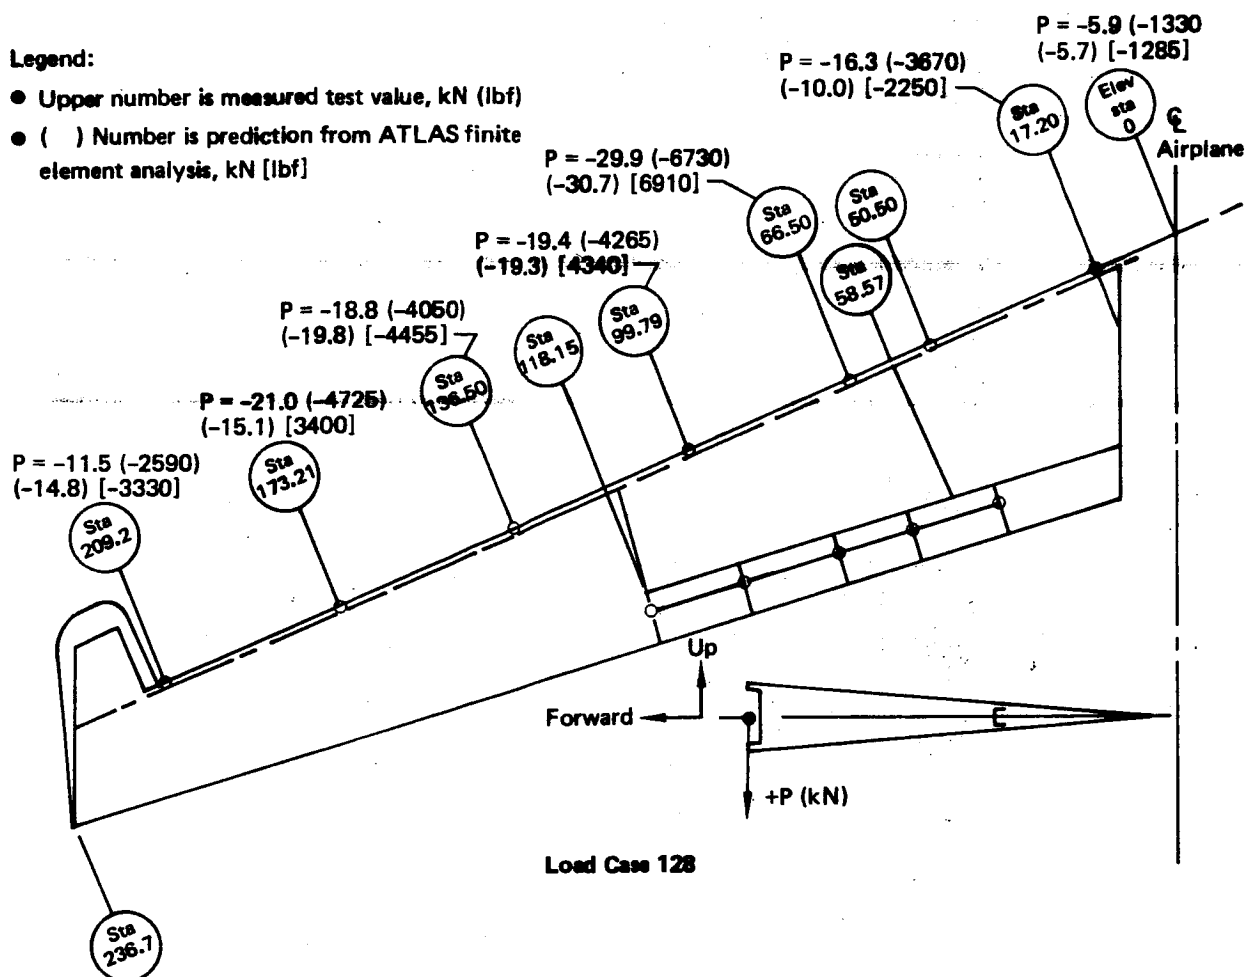 P = -5.9 (-1330
(-5.7) [-1285]
P = -16.3 (-3670)
(-10.0) [-2250]
Legend:
● Upper number is measured test value, kN (lbf)
● ( ) Number is prediction from ATLAS finite
element analysis, kN [lbf]
Elev
sta
0
Sta
17.20
℄
Airplane
P = -29.9 (-6730)
(-30.7) [6910]
Sta
66.50
Sta
50.50
Sta
58.57
P = -19.4 (-4265)
(-19.3) [4340]
Sta
99.79
P = -18.8 (-4050)
(-19.8) [-4455]
Sta
118.15
Sta
136.50
P = -21.0 (-4725)
(-15.1) [3400]
Sta
173.21
P = -11.5 (-2590)
(-14.8) [-3330]
Sta
209.2
Up
Forward
+P (kN)
Load Case 128
Sta
236.7